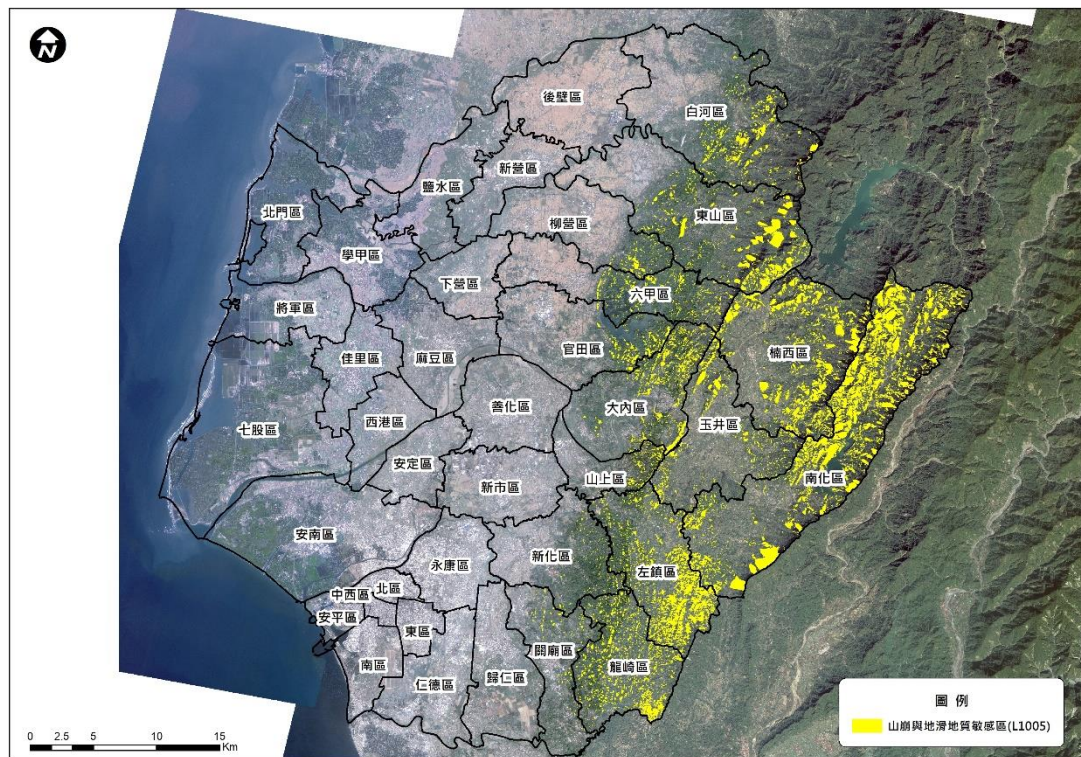 N
後壁區
白河區
新營區
鹽水區
北門區
柳營區
東山區
學甲區
下營區
六甲區
將軍區
官田區
楠西區
佳里區
麻豆區
善化區
大內區
玉井區
西港區
七股區
安定區
山上區
南化區
新市區
安南區
新化區
左鎮區
永康區
北區
中西區
安平區
東區
關廟區
龍崎區
南區
仁德區
歸仁區
圖例
山崩與地滑地質敏感區(L1005)
0 2.5 5 10 15
Km